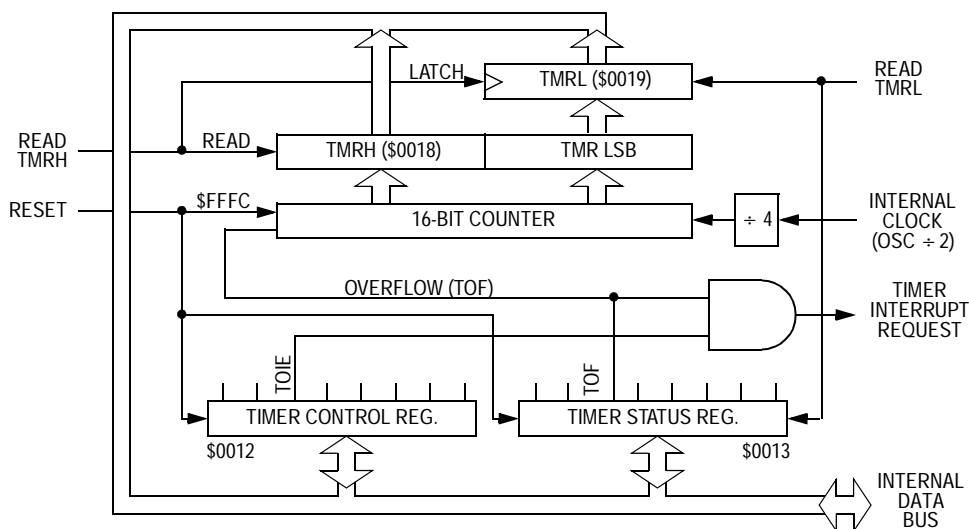 LATCH
TMRL ($0019)
READ
TMRL
READ
TMRH
READ
TMRH ($0018)
TMR LSB
RESET
$FFFC
16-BIT COUNTER
÷ 4
INTERNAL
CLOCK
(OSC ÷ 2)
OVERFLOW (TOF)
TIMER
INTERRUPT
REQUEST
TOIE
TOF
TIMER CONTROL REG.
TIMER STATUS REG.
$0012
$0013
INTERNAL
DATA
BUS